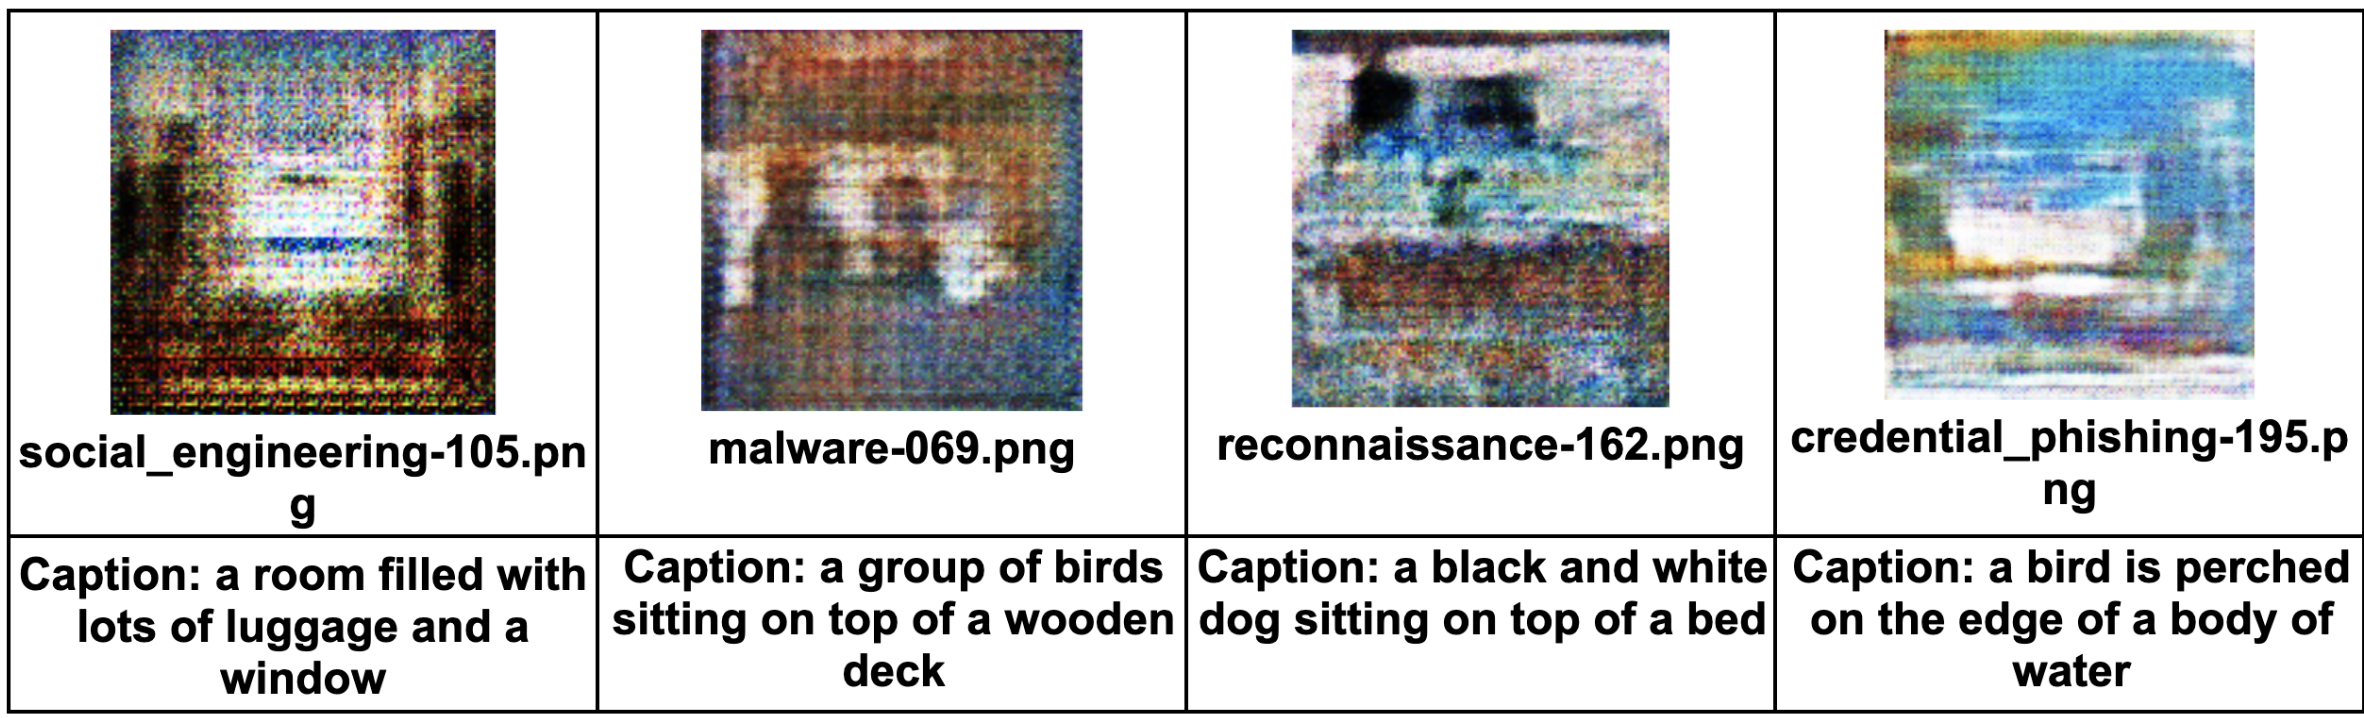 social_engineering-105.pn
g
malware-069.png
reconnaissance-162.png
credential_phishing-195.p
ng
Caption: a room filled with
lots of luggage and a
window
Caption: a group of birds
sitting on top of a wooden
deck
Caption: a black and white
dog sitting on top of a bed
Caption: a bird is perched
on the edge of a body of
water